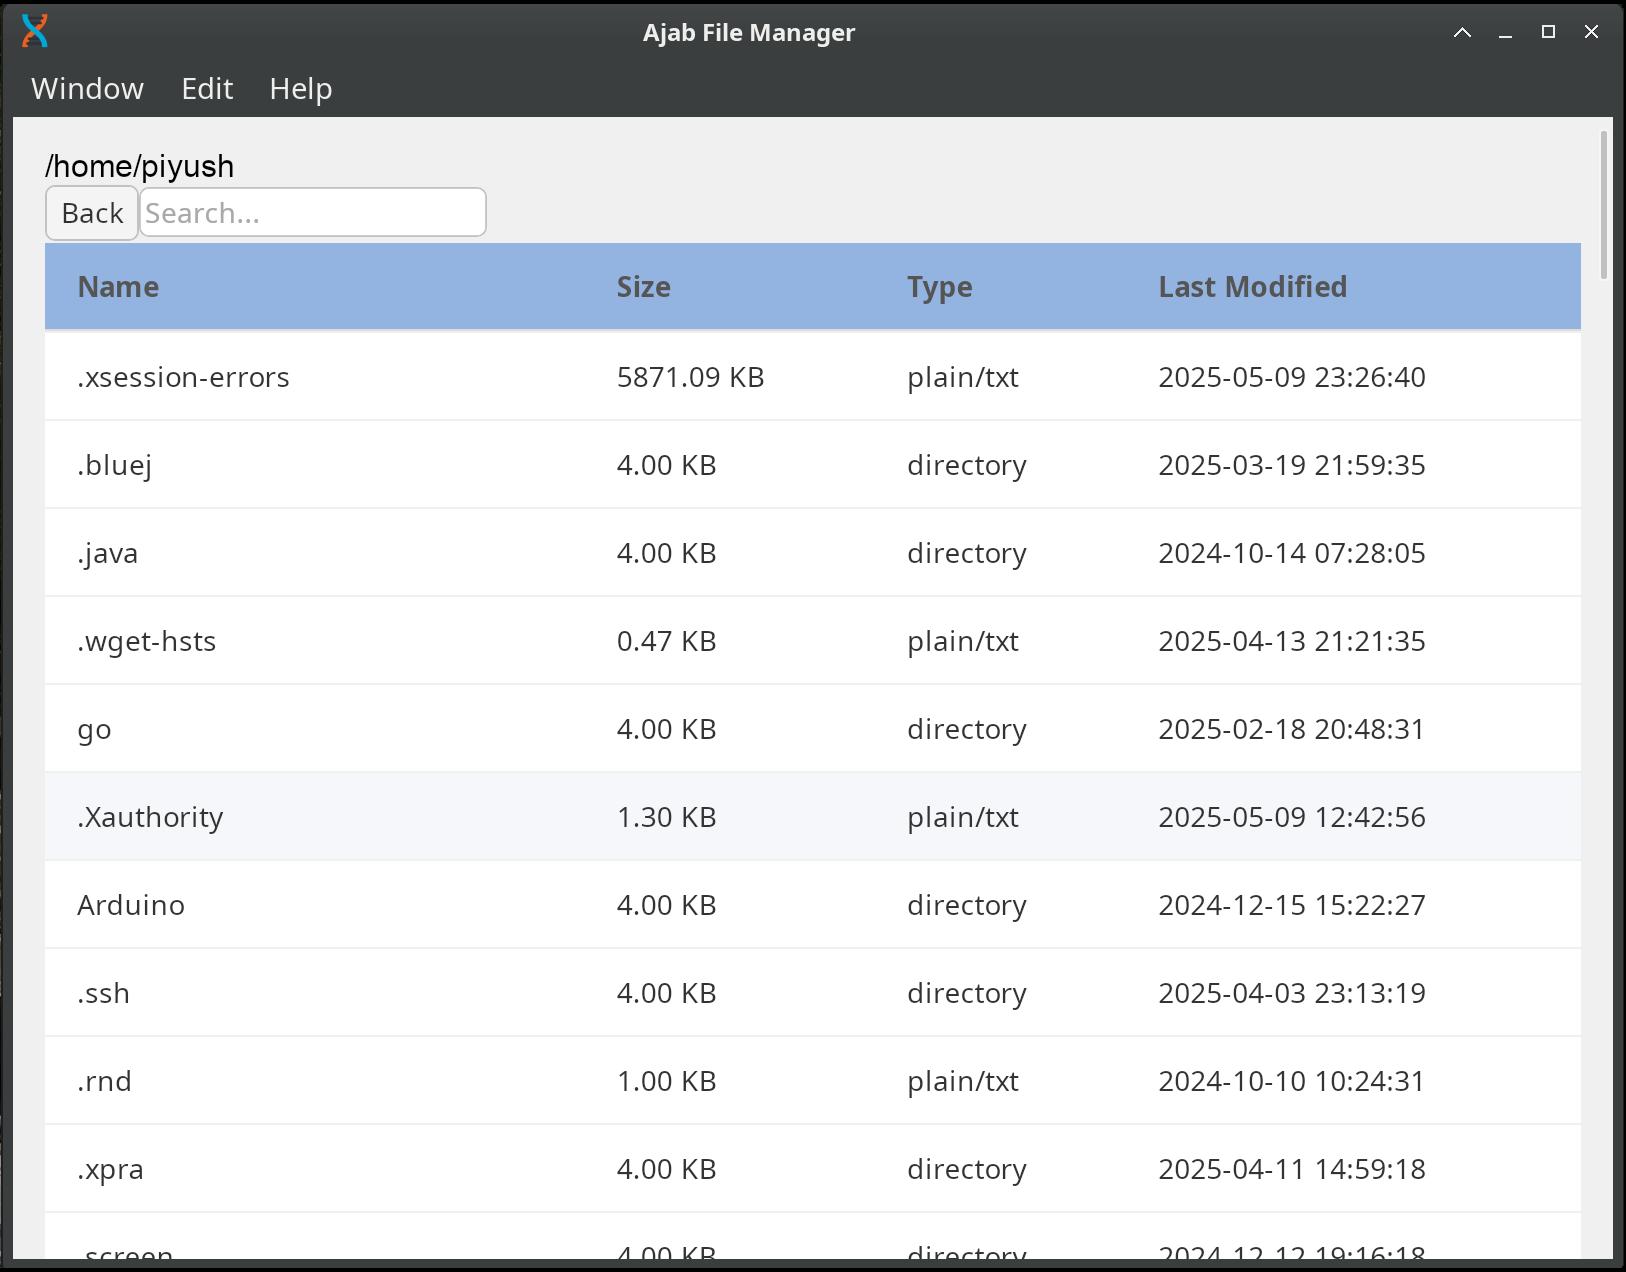 Ajab File Manager
Window Edit Help
/home/piyush
Back Search...
Name Size Type Last Modified
.xsession-errors 5871.09 KB plain/txt 2025-05-09 23:26:40
.bluej 4.00 KB directory 2025-03-19 21:59:35
.java 4.00 KB directory 2024-10-14 07:28:05
.wget-hsts 0.47 KB plain/txt 2025-04-13 21:21:35
go 4.00 KB directory 2025-02-18 20:48:31
.Xauthority 1.30 KB plain/txt 2025-05-09 12:42:56
Arduino 4.00 KB directory 2024-12-15 15:22:27
.ssh 4.00 KB directory 2025-04-03 23:13:19
.rnd 1.00 KB plain/txt 2024-10-10 10:24:31
.xpra 4.00 KB directory 2025-04-11 14:59:18
.screen 4.00 KB directory 2024-12-12 19:16:18